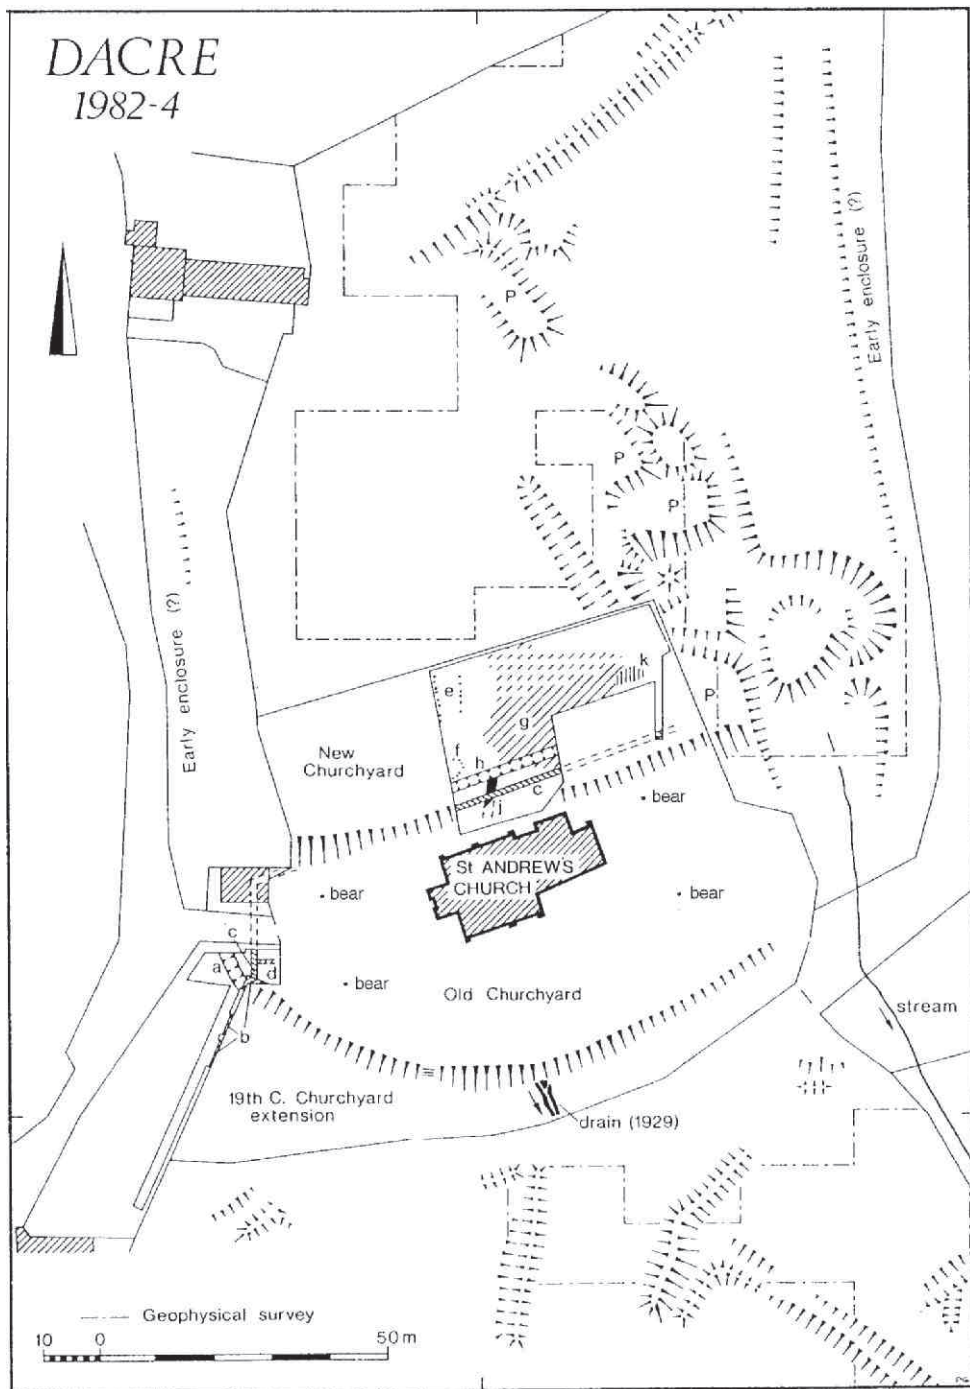 DACRE
1982-4
P
Early enclosure (?)
P
P
Early enclosure (?)
k
e
P
g
New
Churchyard
f
h
c
j
bear
St ANDREW'S
CHURCH
bear
bear
c
a
d
bear
Old Churchyard
stream
b
19th C. Churchyard
extension
drain (1929)
Geophysical survey
10 0 50m